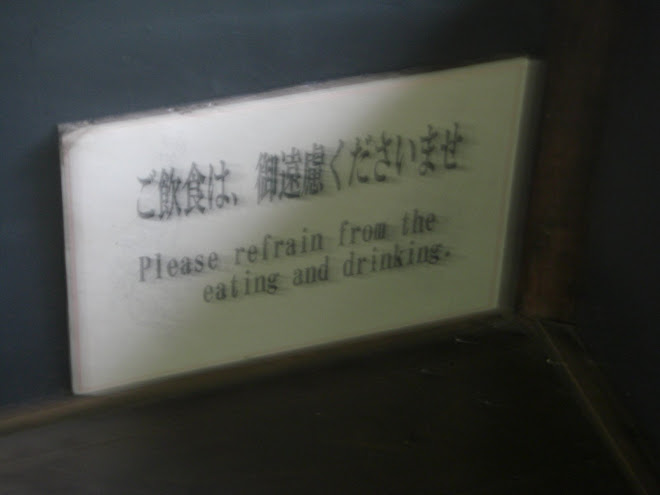 ご飲食は、御遠慮くださいませ
Please refrain from the
eating and drinking.